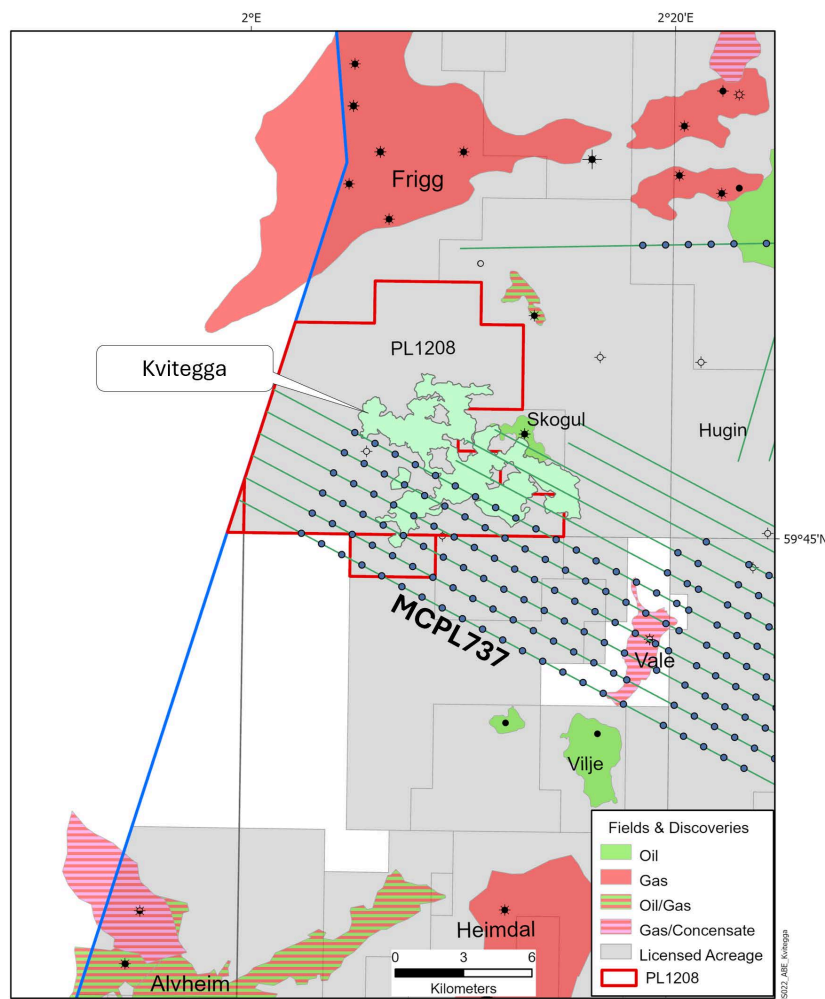 2°E
2°20'E
Frigg
PL1208
Kvitegga
Skogul
Hugin
59°45'N
MCPL737
Vale
Vilje
Fields & Discoveries
Oil
Gas
Oil/Gas
Gas/Concensate
Licensed Acreage
PL1208
Heimdal
Alvheim
0 3 6
Kilometers
S022_ABE_Kvitegga